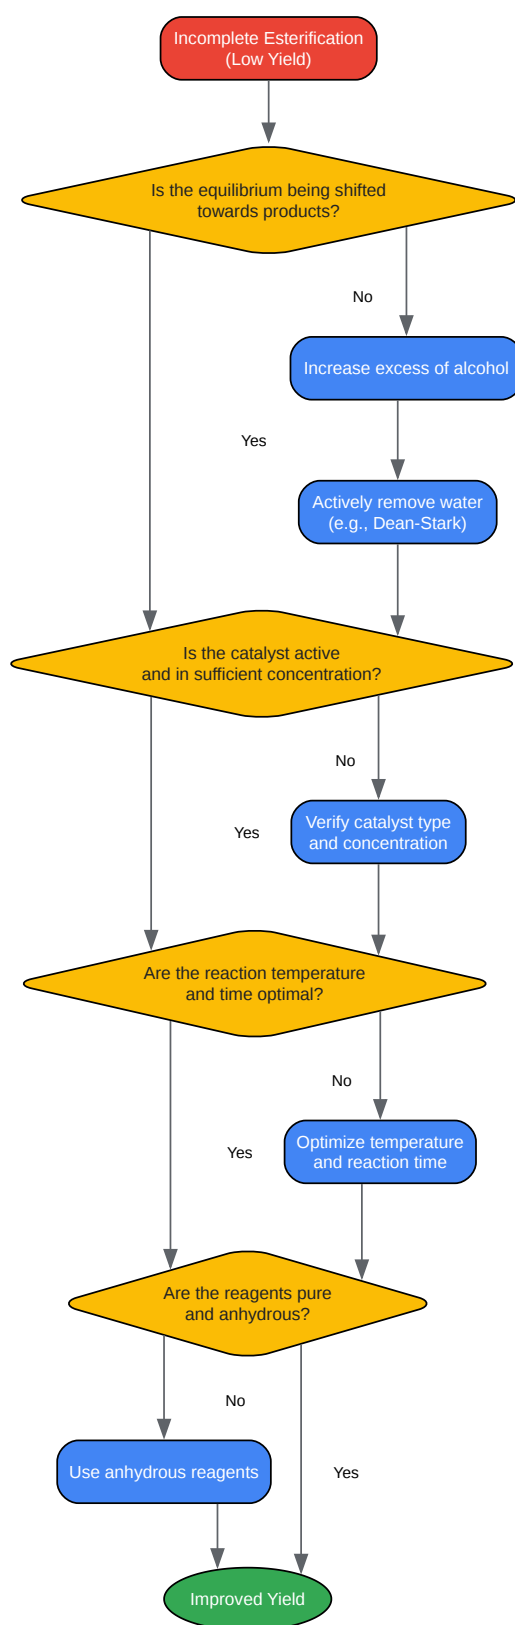 Incomplete Esterification
(Low Yield)
Is the equilibrium being shifted
towards products?
No
Increase excess of alcohol
Yes
Actively remove water
(e.g., Dean-Stark)
Is the catalyst active
and in sufficient concentration?
No
Verify catalyst type
and concentration
Yes
Are the reaction temperature
and time optimal?
No
Optimize temperature
and reaction time
Yes
Are the reagents pure
and anhydrous?
No
Use anhydrous reagents
Yes
Improved Yield